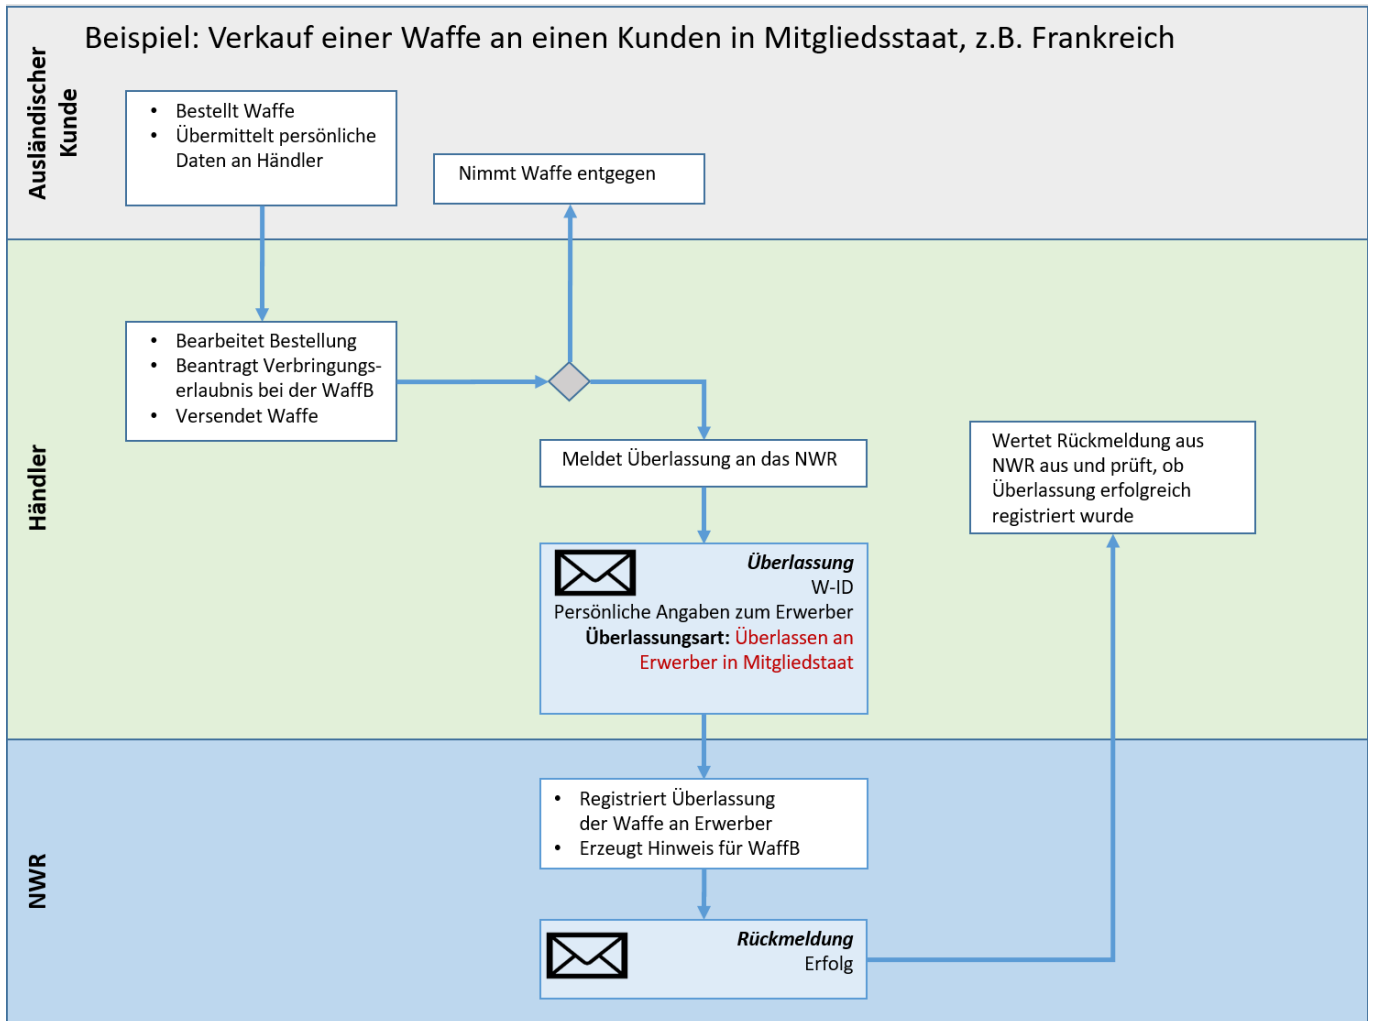 Beispiel: Verkauf einer Waffe an einen Kunden in Mitgliedsstaat, z.B. Frankreich
Ausländischer
Kunde
• Bestellt Waffe
• Übermittelt persönliche
Daten an Händler
Nimmt Waffe entgegen
Händler
• Bearbeitet Bestellung
• Beantragt Verbringungs-
erlaubnis bei der WaffB
• Versendet Waffe
Meldet Überlassung an das NWR
Überlassung
W-ID
Persönliche Angaben zum Erwerber
Überlassungsart: Überlassen an
Erwerber in Mitgliedstaat
Wertet Rückmeldung aus
NWR aus und prüft, ob
Überlassung erfolgreich
registriert wurde
NWR
• Registriert Überlassung
der Waffe an Erwerber
• Erzeugt Hinweis für WaffB
Rückmeldung
Erfolg